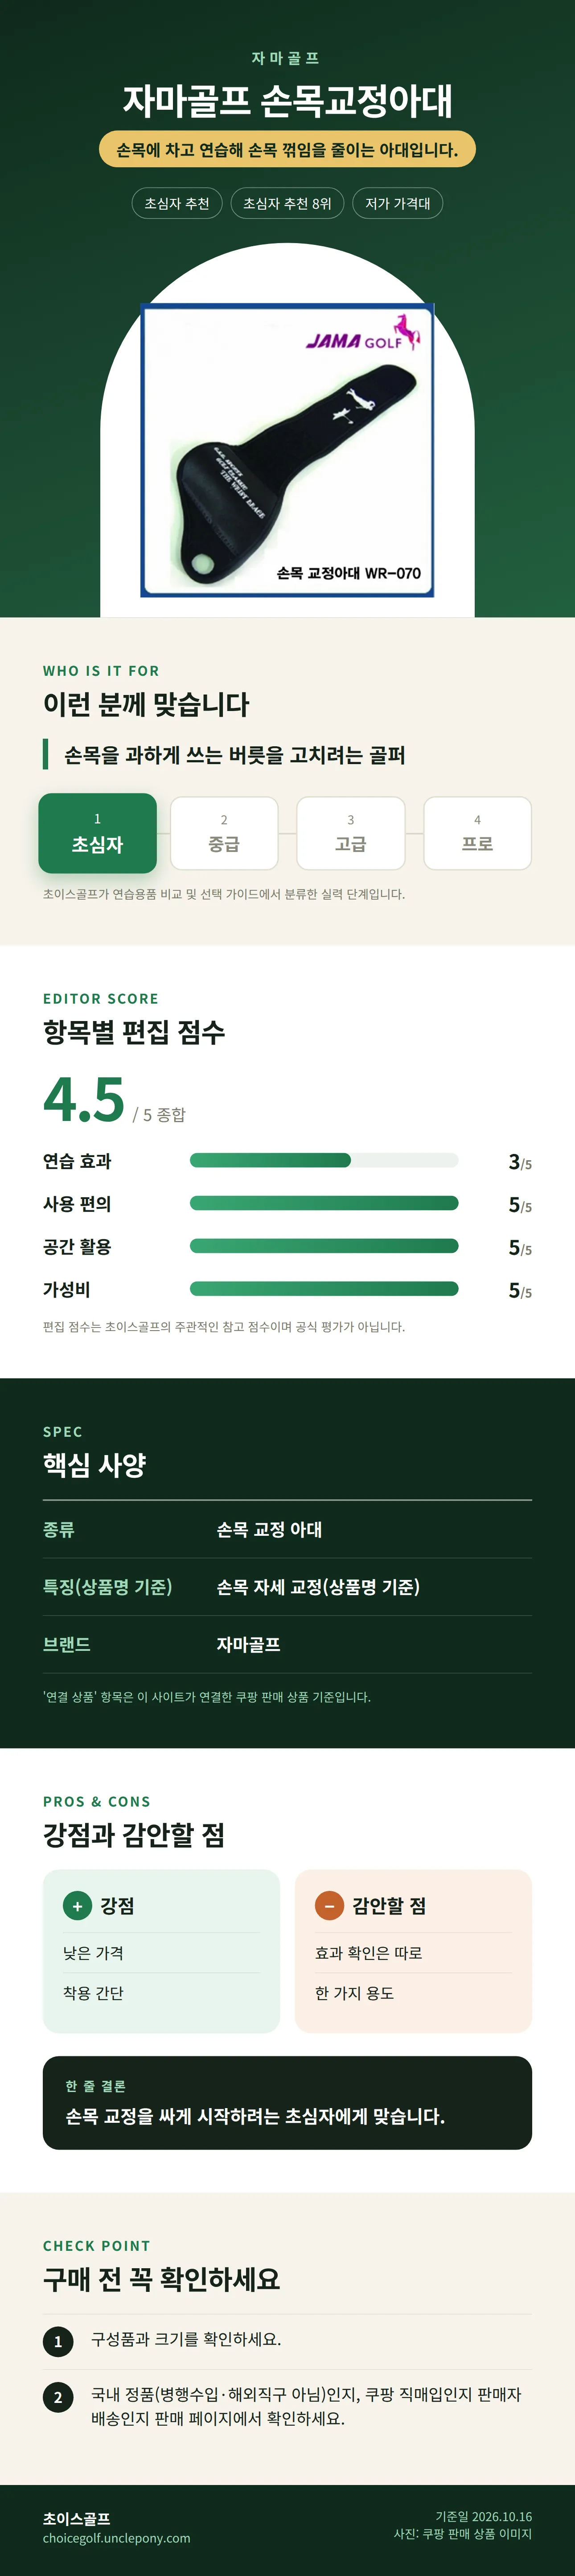 자마골프
자마골프 손목교정아대
손목에 차고 연습해 손목 꺾임을 줄이는 아대입니다.
초심자 추천
초심자 추천 8위
저가 가격대
JAMA GOLF
THE WRIST LEACE
손목 교정아대 WR-070
WHO IS IT FOR
이런 분께 맞습니다
손목을 과하게 쓰는 버릇을 고치려는 골퍼
1
초심자
2
중급
3
고급
4
프로
초이스골프가 연습용품 비교 및 선택 가이드에서 분류한 실력 단계입니다.
EDITOR SCORE
항목별 편집 점수
4.5 / 5 종합
연습 효과 3/5
사용 편의 5/5
공간 활용 5/5
가성비 5/5
편집 점수는 초이스골프의 주관적인 참고 점수이며 공식 평가가 아닙니다.
SPEC
핵심 사양
종류 손목 교정 아대
특징(상품명 기준) 손목 자세 교정(상품명 기준)
브랜드 자마골프
'연결 상품' 항목은 이 사이트가 연결한 쿠팡 판매 상품 기준입니다.
PROS & CONS
강점과 감안할 점
+ 강점
낮은 가격
착용 간단
− 감안할 점
효과 확인은 따로
한 가지 용도
한 줄 결론
손목 교정을 싸게 시작하려는 초심자에게 맞습니다.
CHECK POINT
구매 전 꼭 확인하세요
1 구성품과 크기를 확인하세요.
2 국내 정품(병행수입·해외직구 아님)인지, 쿠팡 직매입인지 판매자
배송인지 판매 페이지에서 확인하세요.
초이스골프
choicegolf.unclepony.com
기준일 2026.10.16
사진: 쿠팡 판매 상품 이미지